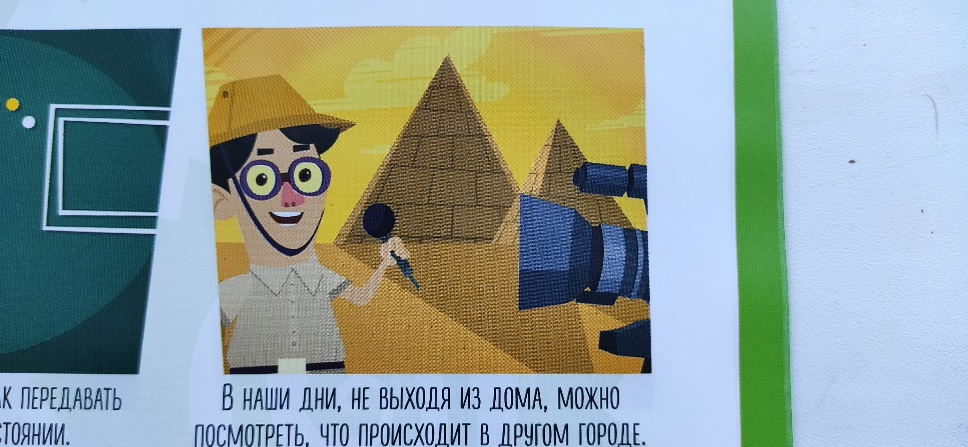 АК ПЕРЕДАВАТЬ
СТОЯНИИ.
В НАШИ ДНИ, НЕ ВЫХОДЯ ИЗ ДОМА, МОЖНО
ПОСМОТРЕТЬ, ЧТО ПРОИСХОДИТ В ДРУГОМ ГОРОДЕ.